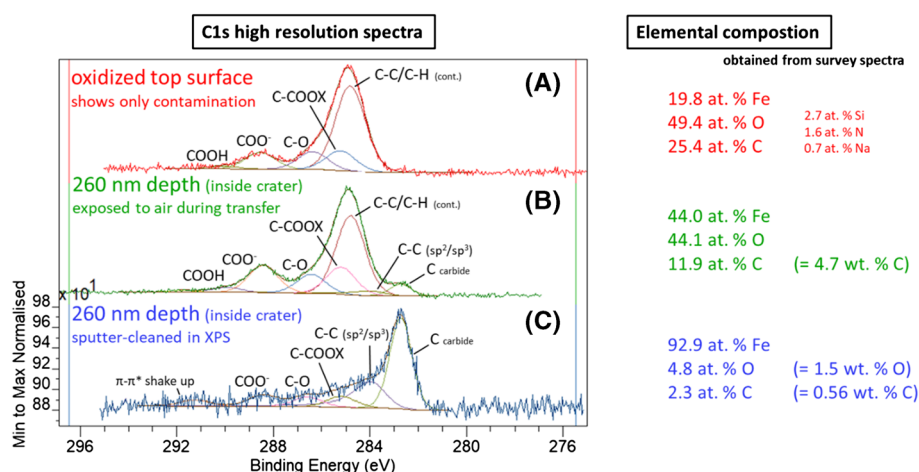 C1s high resolution spectra
Elemental compostion
obtained from survey spectra
oxidized top surface
shows only contamination
(A)
C-C/C-H (cont.)
C-COOX
C-O
COO-
COOH
19.8 at. % Fe
49.4 at. % O
25.4 at. % C
2.7 at. % Si
1.6 at. % N
0.7 at. % Na
260 nm depth (inside crater)
exposed to air during transfer
(B)
C-C/C-H (cont.)
C-COOX
C-C (sp²/sp³)
C carbide
C-O
COO-
COOH
44.0 at. % Fe
44.1 at. % O
11.9 at. % C (= 4.7 wt. % C)
x 10¹
260 nm depth (inside crater)
sputter-cleaned in XPS
(C)
C-C (sp²/sp³)
C carbide
C-COOX
C-O
COO-
π-π* shake up
92.9 at. % Fe
4.8 at. % O (= 1.5 wt. % O)
2.3 at. % C (= 0.56 wt. % C)
Min to Max Normalised
98
96
94
92
90
88
296 292 288 284 280 276
Binding Energy (eV)